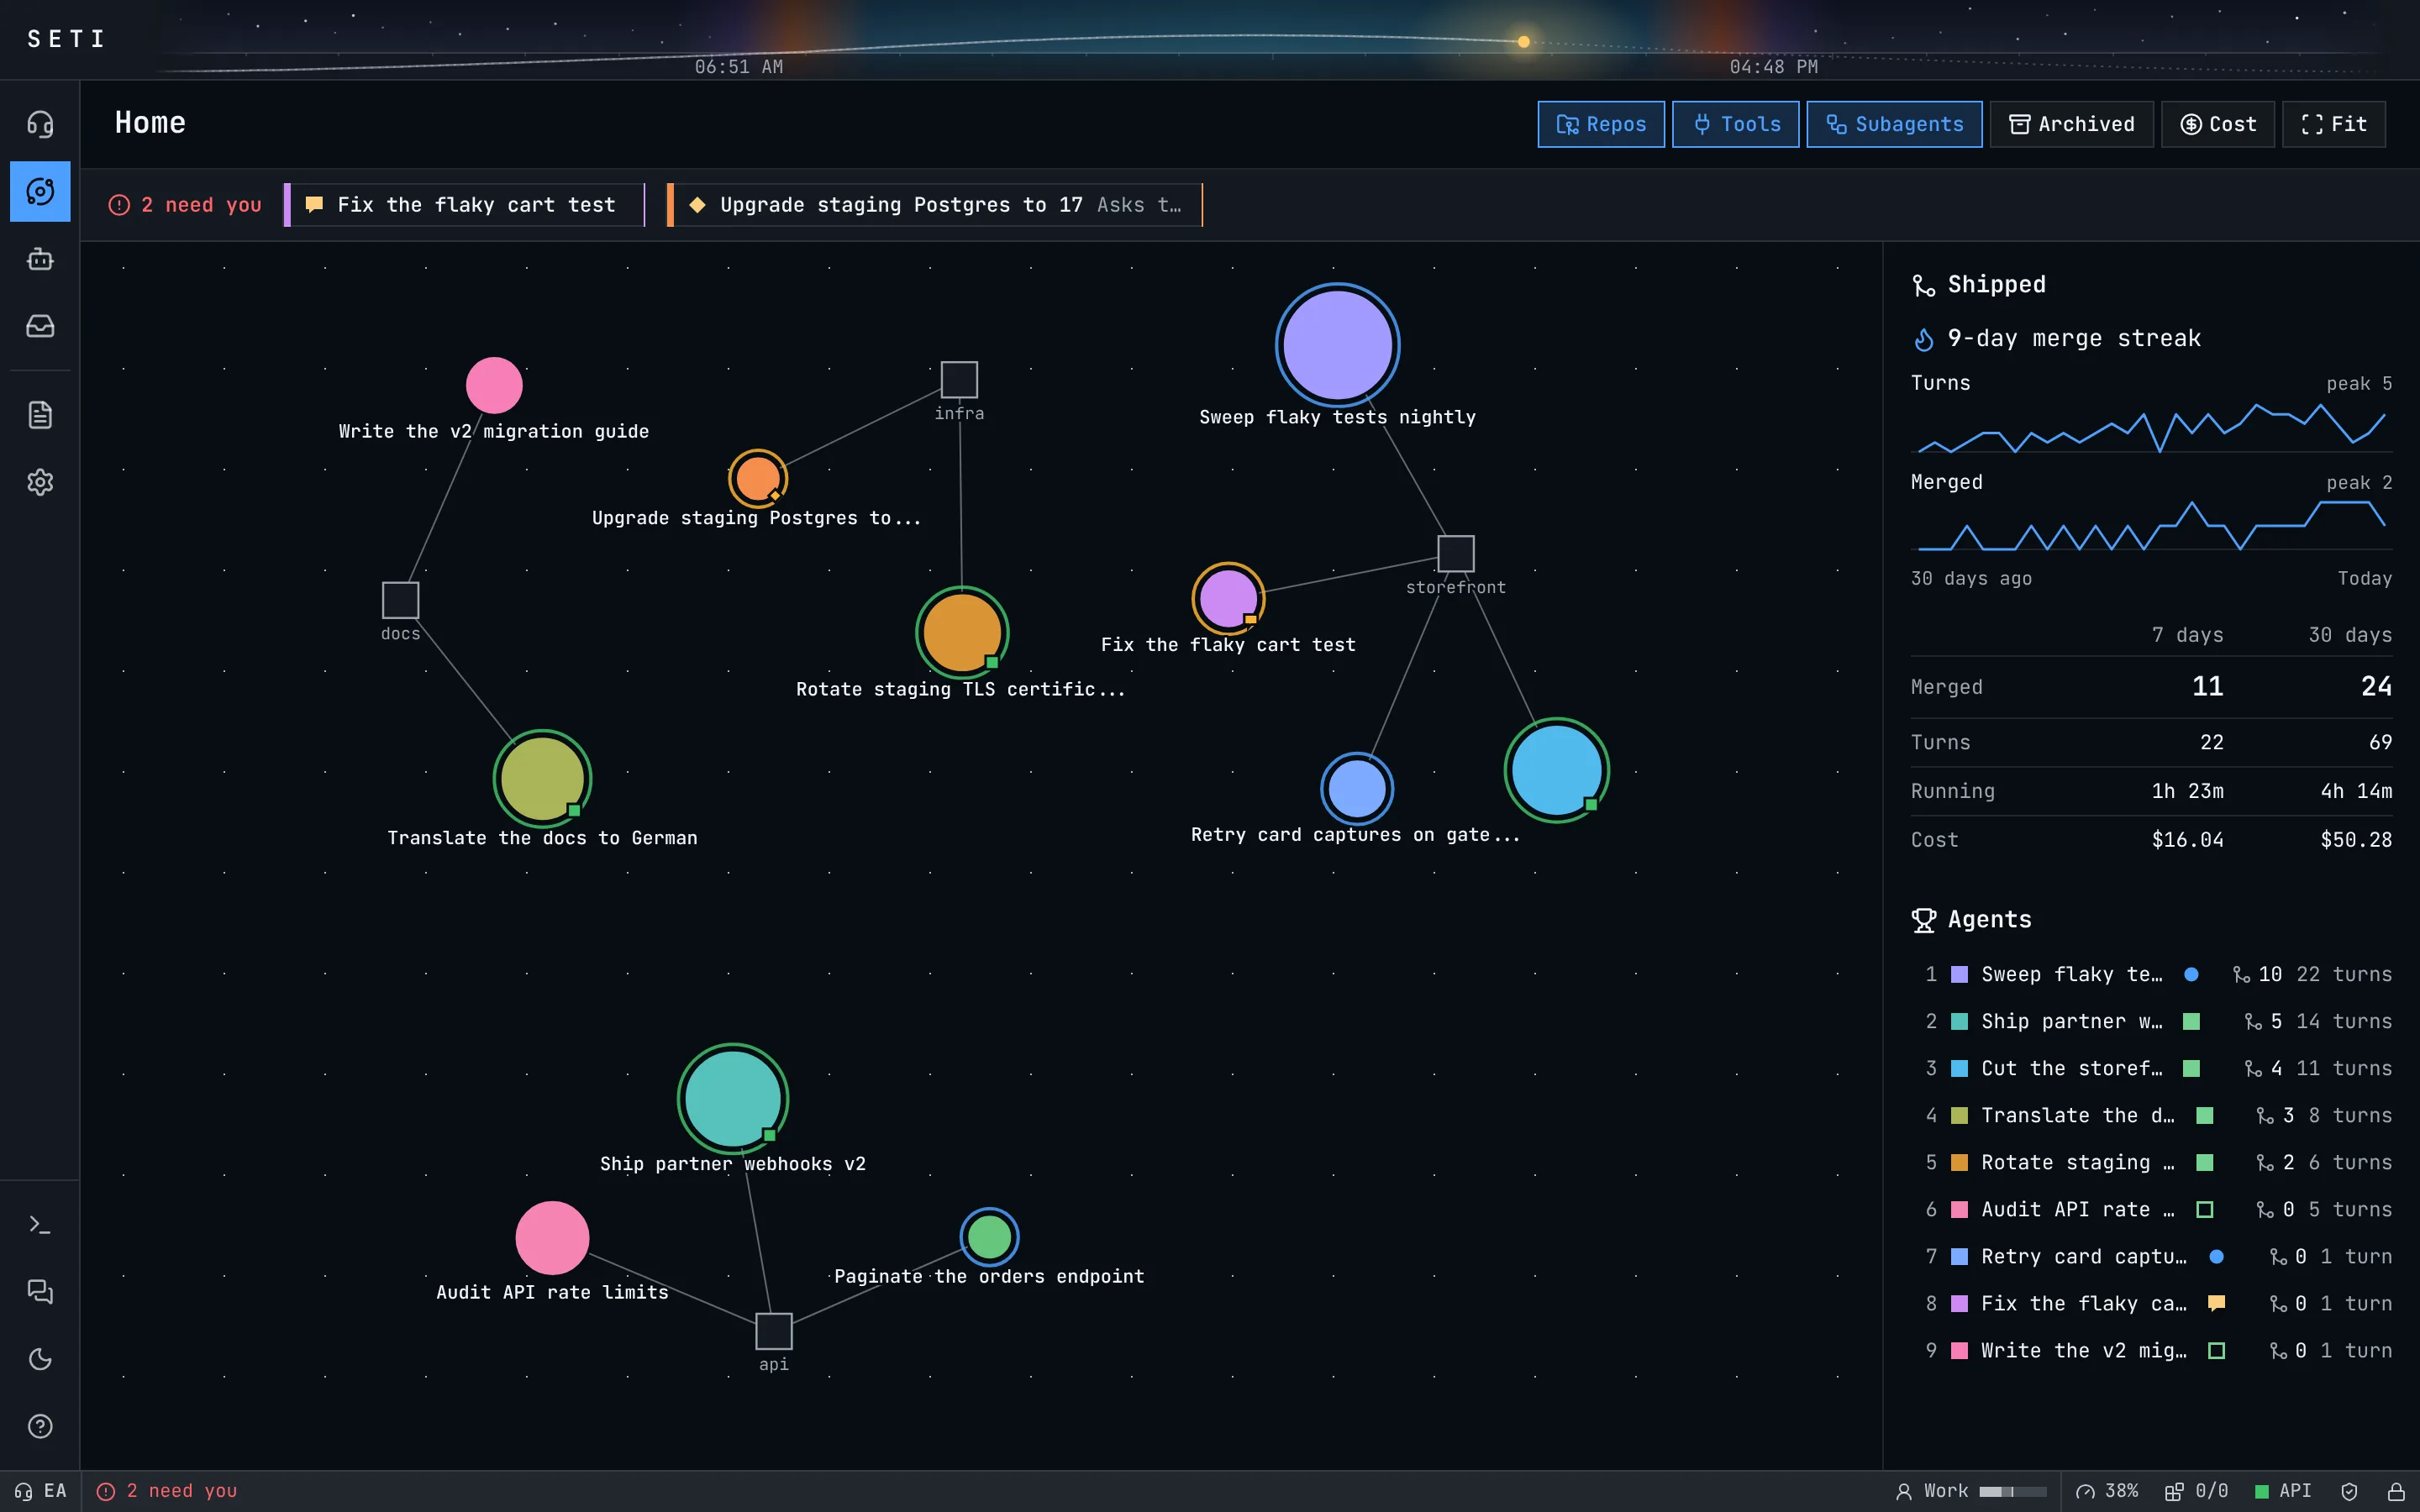 SETI
06:51 AM
04:48 PM
Home
Repos
Tools
Subagents
Archived
Cost
Fit
2 need you
Fix the flaky cart test
Upgrade staging Postgres to 17 Asks t…
Write the v2 migration guide
infra
Upgrade staging Postgres to...
Sweep flaky tests nightly
docs
storefront
Fix the flaky cart test
Rotate staging TLS certific...
Translate the docs to German
Retry card captures on gate...
Ship partner webhooks v2
Audit API rate limits
Paginate the orders endpoint
api
Shipped
9-day merge streak
Turns peak 5
Merged peak 2
30 days ago Today
7 days 30 days
Merged 11 24
Turns 22 69
Running 1h 23m 4h 14m
Cost $16.04 $50.28
Agents
1 Sweep flaky te… 10 22 turns
2 Ship partner w… 5 14 turns
3 Cut the storef… 4 11 turns
4 Translate the d… 3 8 turns
5 Rotate staging … 2 6 turns
6 Audit API rate … 0 5 turns
7 Retry card captu… 0 1 turn
8 Fix the flaky ca… 0 1 turn
9 Write the v2 mig… 0 1 turn
EA
2 need you
Work
38%
0/0
API